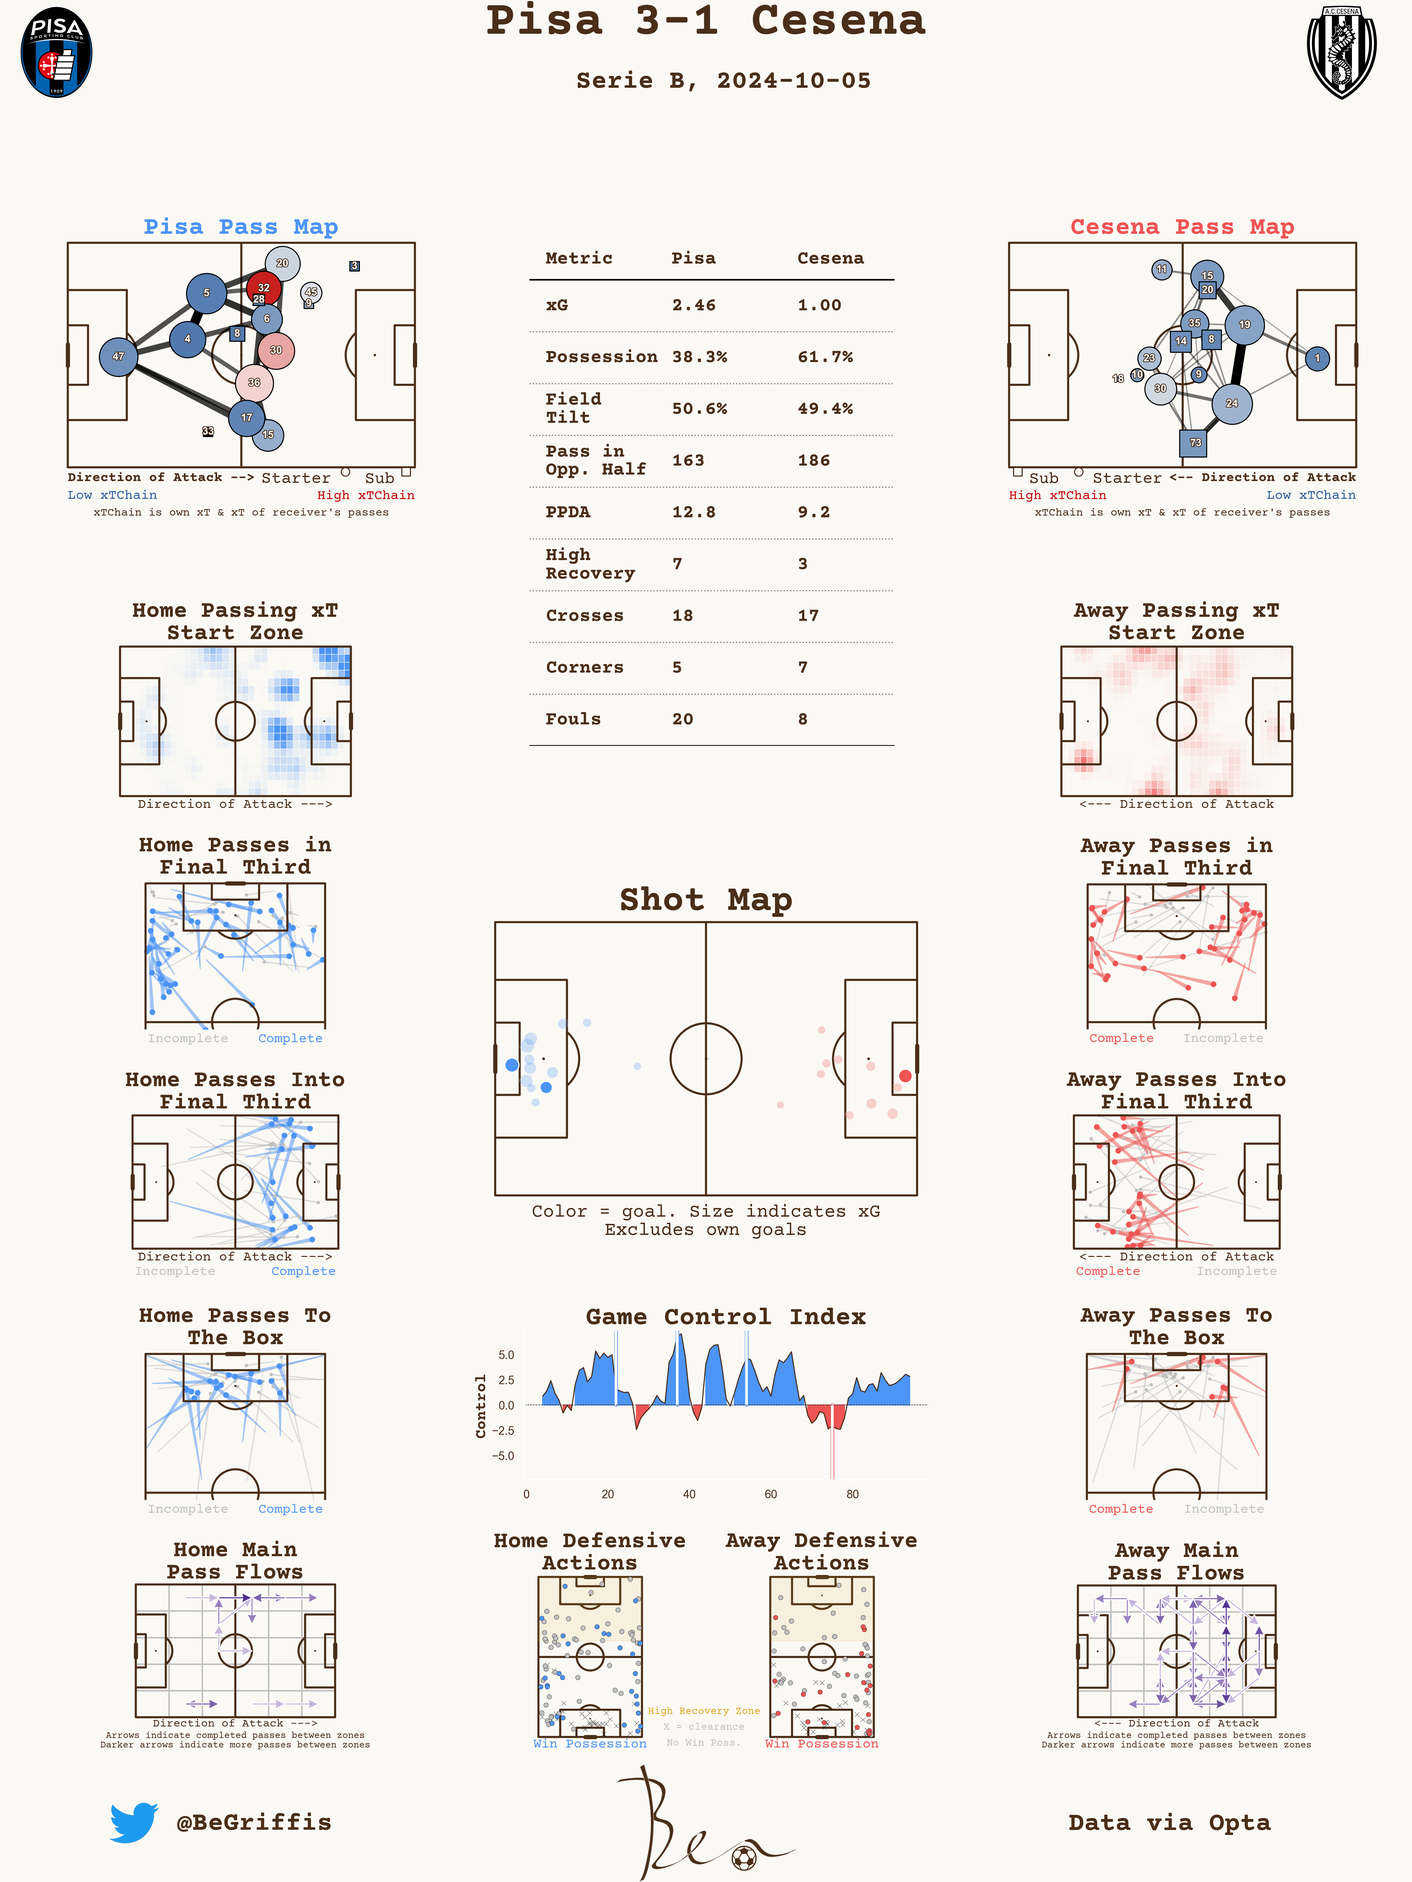 Pisa 3-1 Cesena
Serie B, 2024-10-05
PISA
SPORTING CLUB
1909
A.C.CESENA
Pisa Pass Map
20
3
32
5
28
45
9
6
8
4
30
47
36
17
15
33
Direction of Attack -->
Starter
Sub
Low xTChain
High xTChain
xTChain is own xT & xT of receiver's passes
Metric Pisa Cesena
xG 2.46 1.00
Possession 38.3% 61.7%
Field
Tilt 50.6% 49.4%
Pass in
Opp. Half 163 186
PPDA 12.8 9.2
High
Recovery 7 3
Crosses 18 17
Corners 5 7
Fouls 20 8
Cesena Pass Map
11
15
20
35
19
14
8
23
1
18
10
9
30
24
73
Sub
Starter
<-- Direction of Attack
High xTChain
Low xTChain
xTChain is own xT & xT of receiver's passes
Home Passing xT
Start Zone
Direction of Attack --->
Away Passing xT
Start Zone
<--- Direction of Attack
Home Passes in
Final Third
Incomplete
Complete
Away Passes in
Final Third
Complete
Incomplete
Shot Map
Color = goal. Size indicates xG
Excludes own goals
Home Passes Into
Final Third
Direction of Attack --->
Incomplete
Complete
Away Passes Into
Final Third
<--- Direction of Attack
Complete
Incomplete
Game Control Index
Control
5.0
2.5
0.0
−2.5
−5.0
0 20 40 60 80
Home Passes To
The Box
Incomplete
Complete
Away Passes To
The Box
Complete
Incomplete
Home Main
Pass Flows
Direction of Attack --->
Arrows indicate completed passes between zones
Darker arrows indicate more passes between zones
Home Defensive
Actions
Win Possession
Away Defensive
Actions
Win Possession
High Recovery Zone
X = clearance
No Win Poss.
Away Main
Pass Flows
<--- Direction of Attack
Arrows indicate completed passes between zones
Darker arrows indicate more passes between zones
@BeGriffis
Ben
Data via Opta